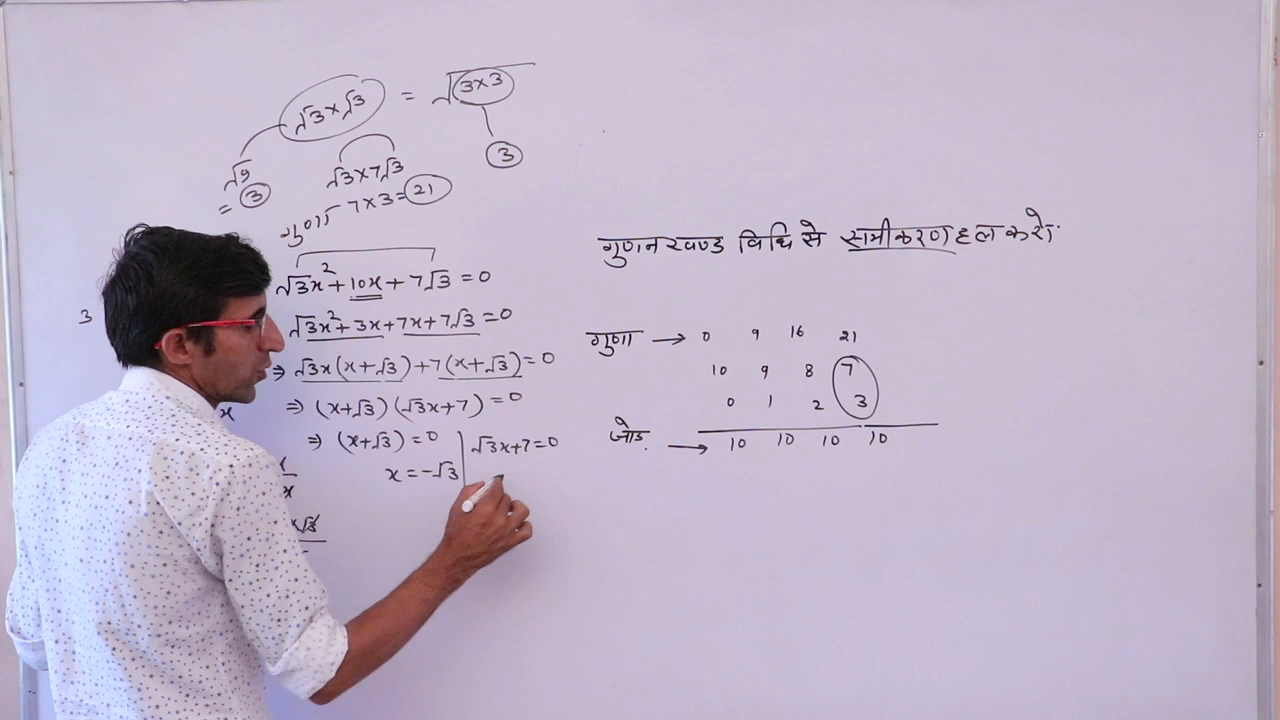 √3×√3 = √3×3
√9
3
= 3
√3×7√3
7×3=21
गुणा
√3x²+10x+7√3=0
3
√3x²+3x+7x+7√3=0
⇒ √3x(x+√3)+7(x+√3)=0
x
⇒ (x+√3)(√3x+7)=0
⇒ (x+√3)=0 | √3x+7=0
x=-√3
x
√3
गुणनखण्ड विधि से समीकरण हल करो
गुणा → 0 9 16 21
10 9 8 7
0 1 2 3
जोड़ → 10 10 10 10